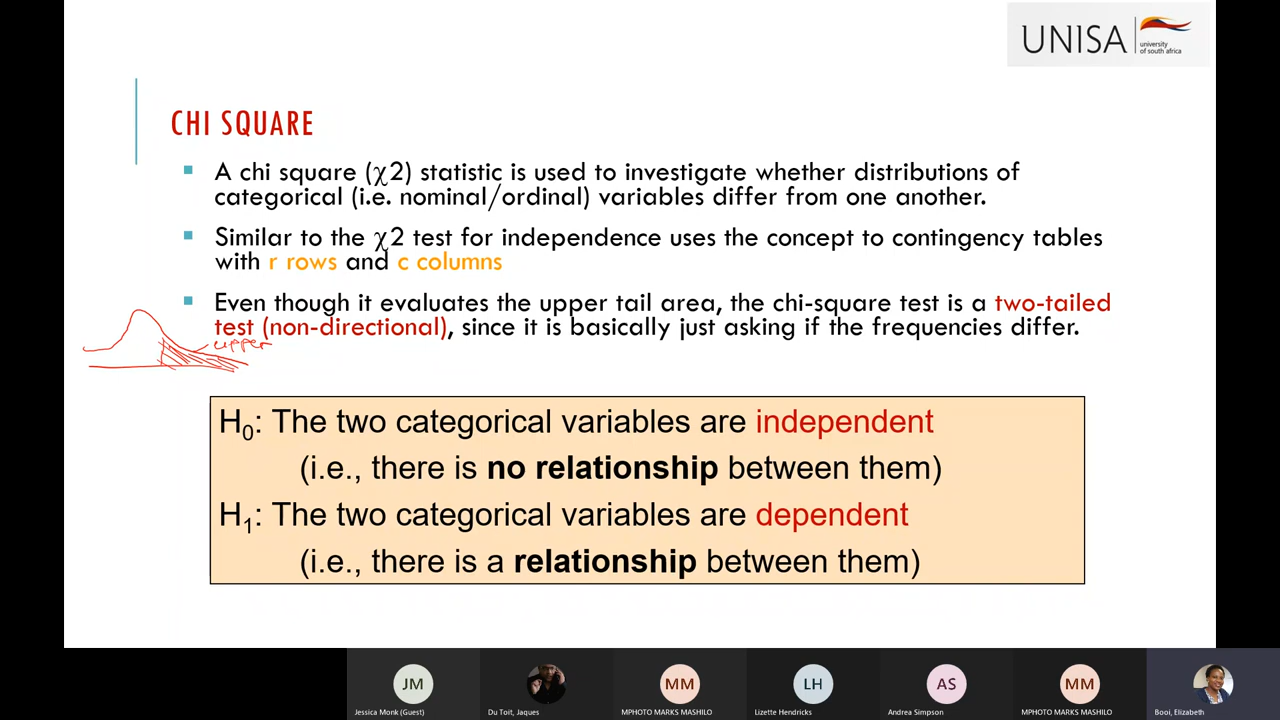 UNISA
university
of south africa
CHI SQUARE
▪ A chi square (χ2) statistic is used to investigate whether distributions of
categorical (i.e. nominal/ordinal) variables differ from one another.
▪ Similar to the χ2 test for independence uses the concept to contingency tables
with r rows and c columns
▪ Even though it evaluates the upper tail area, the chi-square test is a two-tailed
test (non-directional), since it is basically just asking if the frequencies differ.
upper
H₀: The two categorical variables are independent
(i.e., there is no relationship between them)
H₁: The two categorical variables are dependent
(i.e., there is a relationship between them)
JM
MM
LH
AS
MM
Jessica Monk (Guest)
Du Toit, Jaques
MPHOTO MARKS MASHILO
Lizette Hendricks
Andrea Simpson
MPHOTO MARKS MASHILO
Booi, Elizabeth